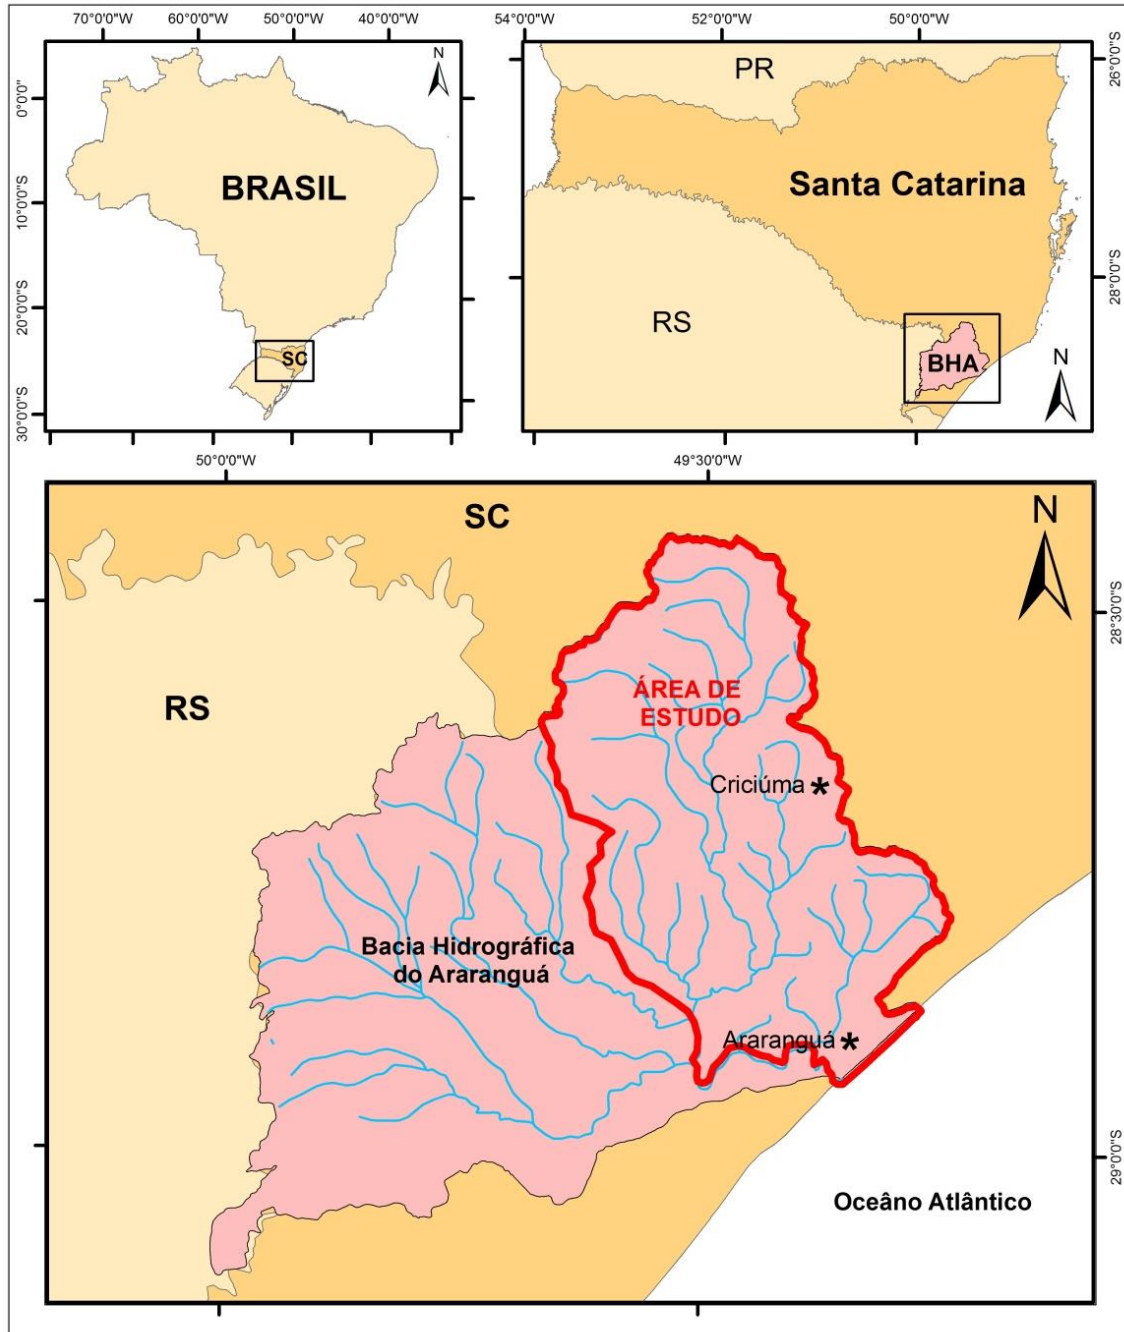 70°0'0"W 60°0'0"W 50°0'0"W 40°0'0"W
N
0°0'0"
10°0'0"S
20°0'0"S
30°0'0"S
BRASIL
SC
54°0'0"W 52°0'0"W 50°0'0"W
26°0'0"S
28°0'0"S
PR
Santa Catarina
RS
BHA
N
50°0'0"W 49°30'0"W
28°30'0"S
29°0'0"S
SC
N
RS
ÁREA DE
ESTUDO
Criciúma *
Bacia Hidrográfica
do Araranguá
Araranguá *
Oceâno Atlântico